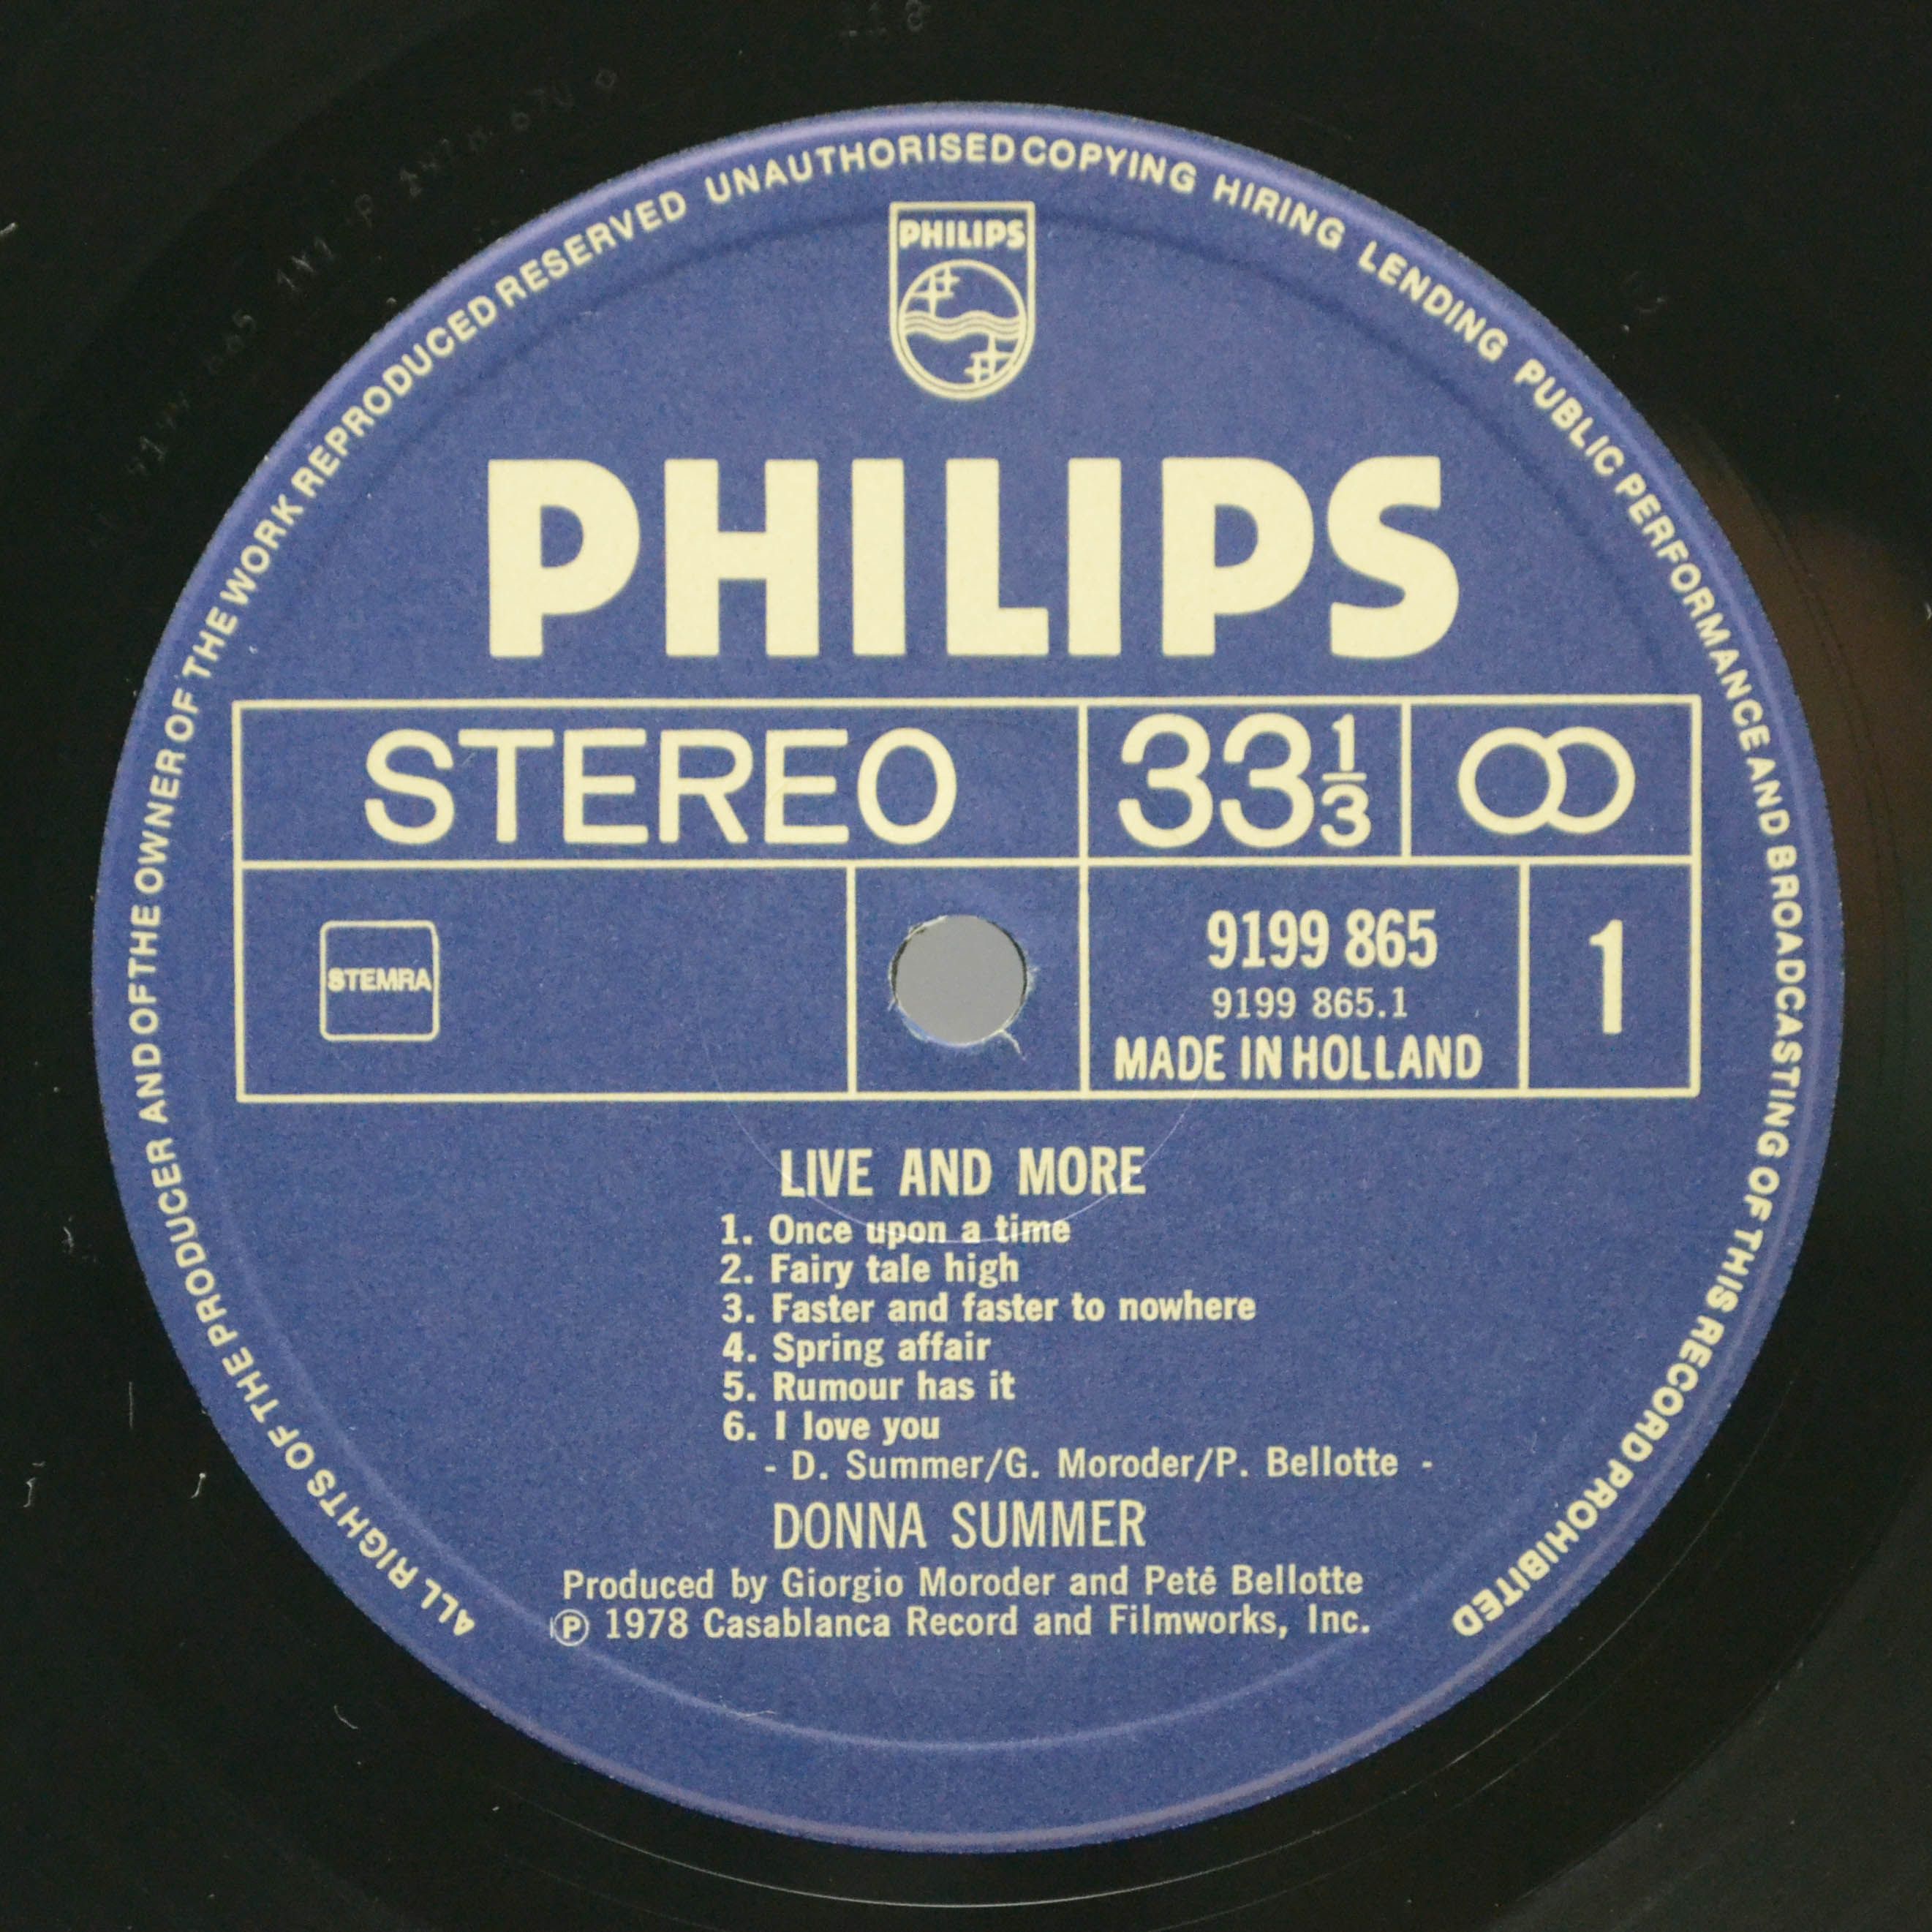 ALL RIGHTS OF THE PRODUCER AND OF THE OWNER OF THE WORK REPRODUCED RESERVED UNAUTHORISED COPYING HIRING LENDING PUBLIC PERFORMANCE AND BROADCASTING OF THIS RECORD PROHIBITED
PHILIPS
PHILIPS
STEREO 33 1/3
STEMRA
9199 865
9199 865.1
MADE IN HOLLAND
1
LIVE AND MORE
1. Once upon a time
2. Fairy tale high
3. Faster and faster to nowhere
4. Spring affair
5. Rumour has it
6. I love you
- D. Summer/G. Moroder/P. Bellotte -
DONNA SUMMER
Produced by Giorgio Moroder and Peté Bellotte
℗ 1978 Casablanca Record and Filmworks, Inc.